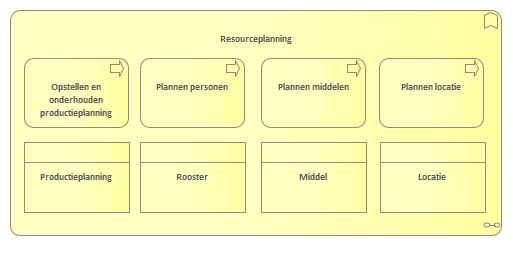 Resourceplanning
Opstellen en
onderhouden
productieplanning
Plannen personen
Plannen middelen
Plannen locatie
Productieplanning
Rooster
Middel
Locatie